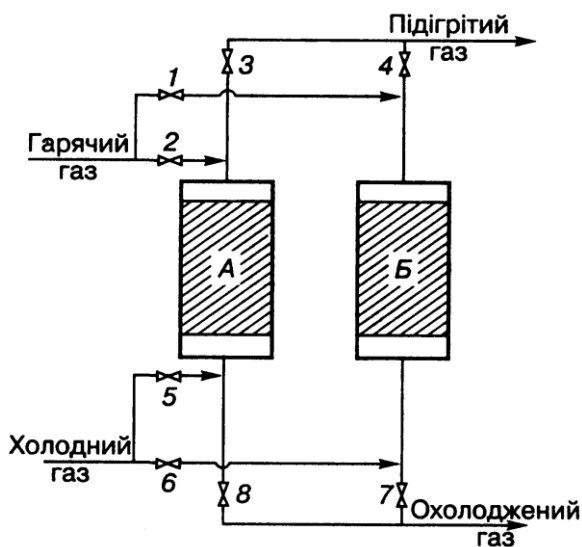 Підігрітий
газ
3
4
1
Гарячий
газ
2
А
Б
5
Холодний
газ
6
8
7
Охолоджений
газ